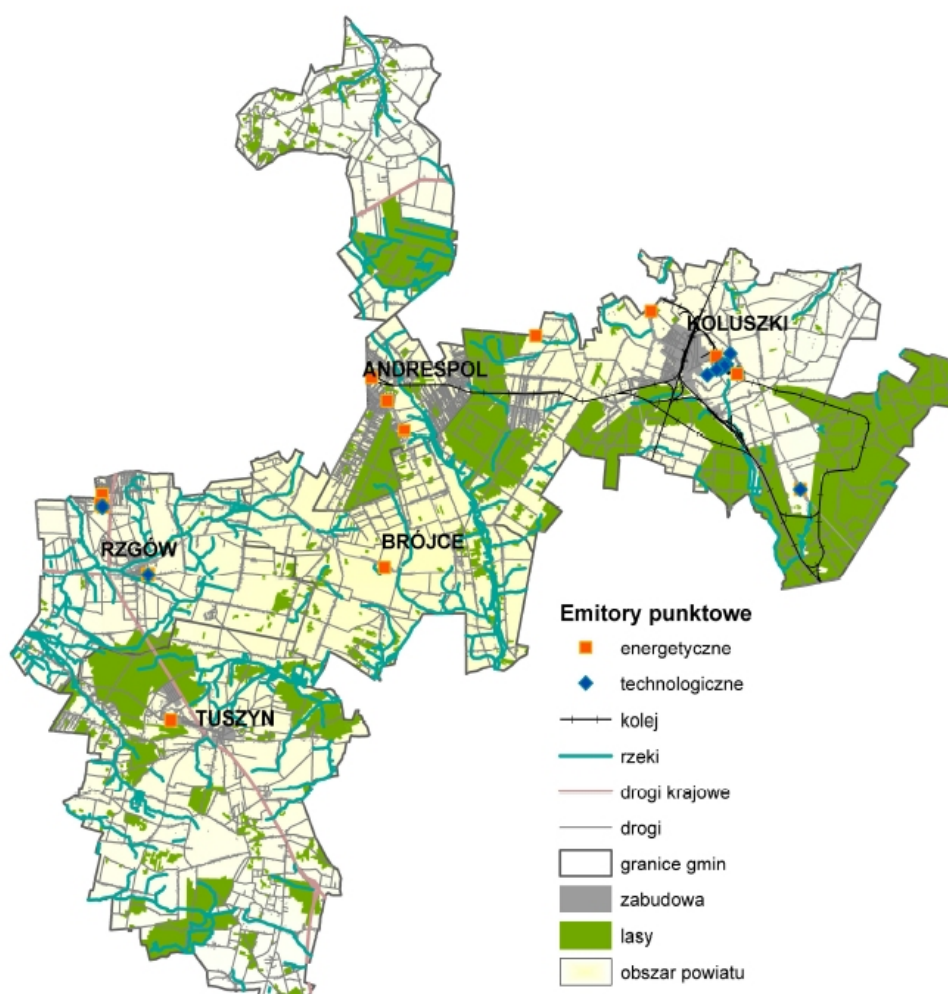 KOLUSZKI
ANDRESPOL
BRÓJCE
RZGÓW
TUSZYN
Emitory punktowe
energetyczne
technologiczne
kolej
rzeki
drogi krajowe
drogi
granice gmin
zabudowa
lasy
obszar powiatu